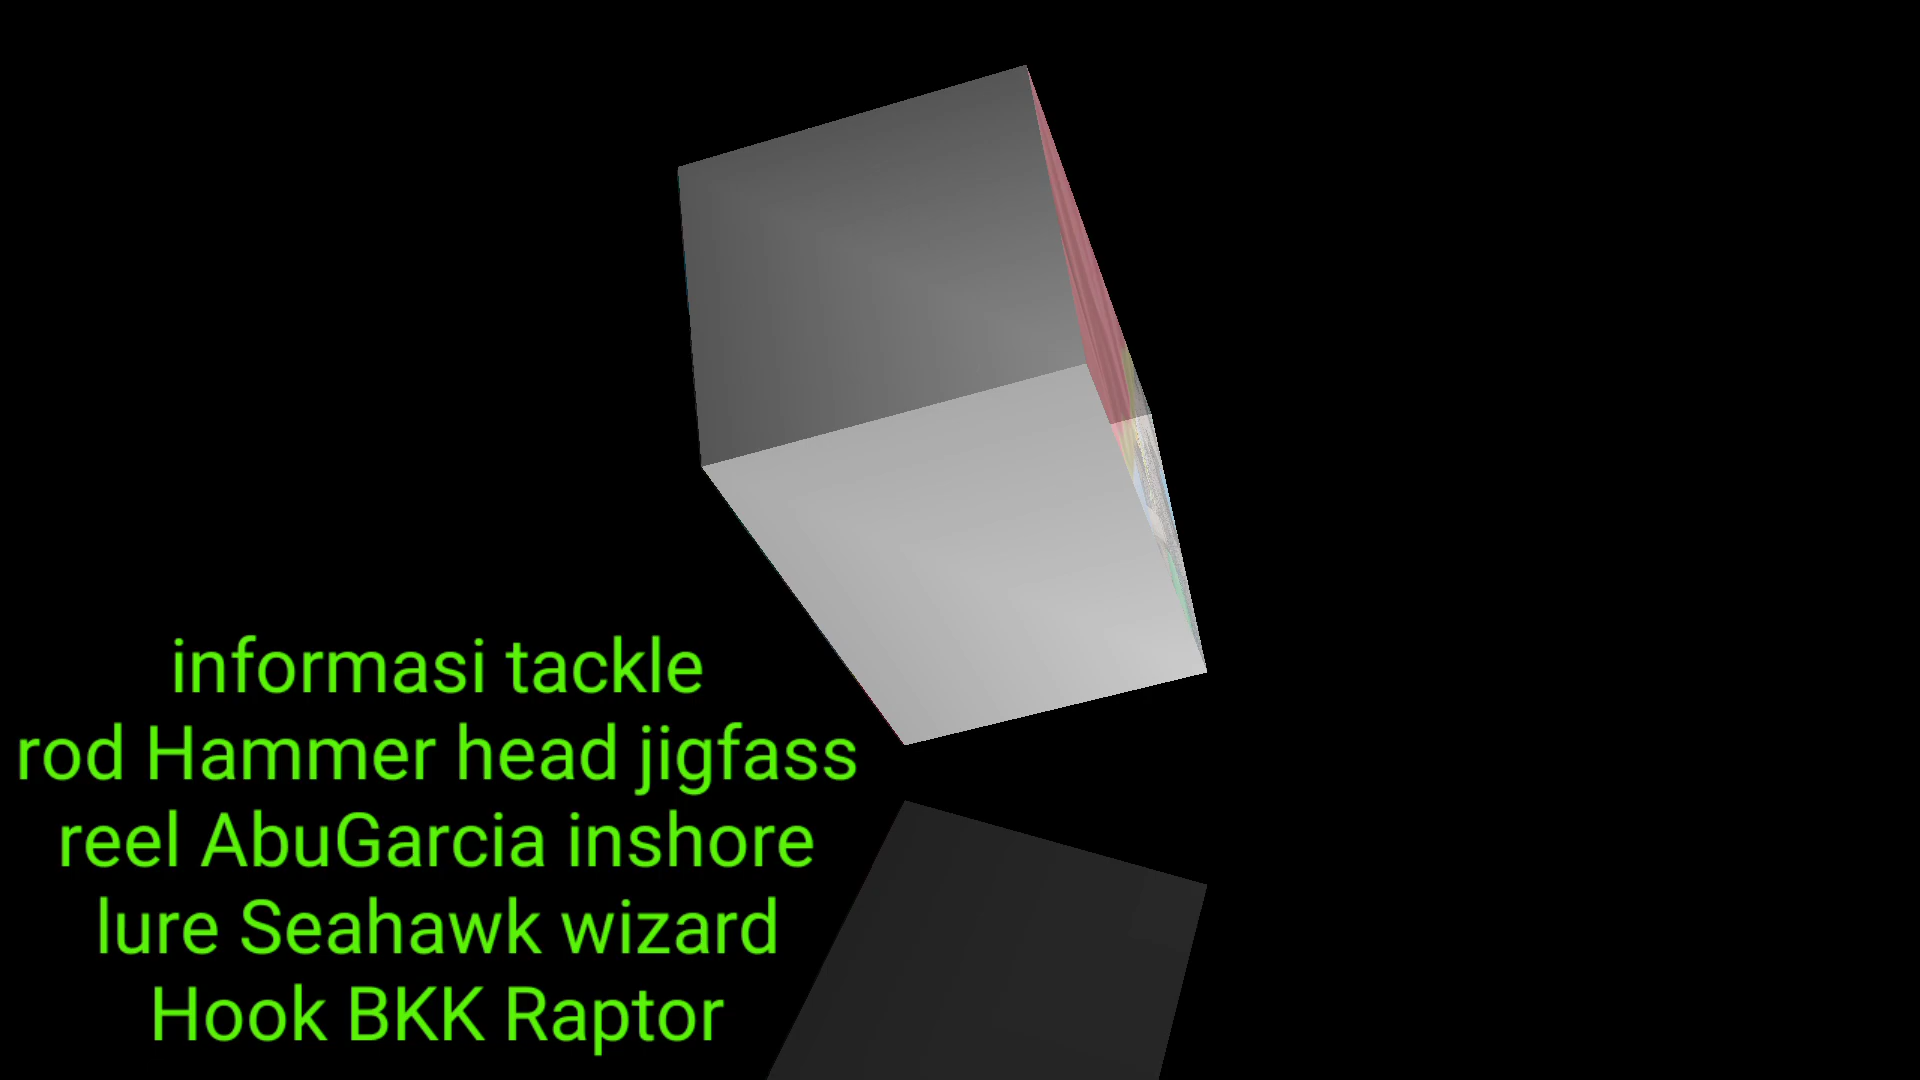 informasi tackle
rod Hammer head jigfass
reel AbuGarcia inshore
lure Seahawk wizard
Hook BKK Raptor